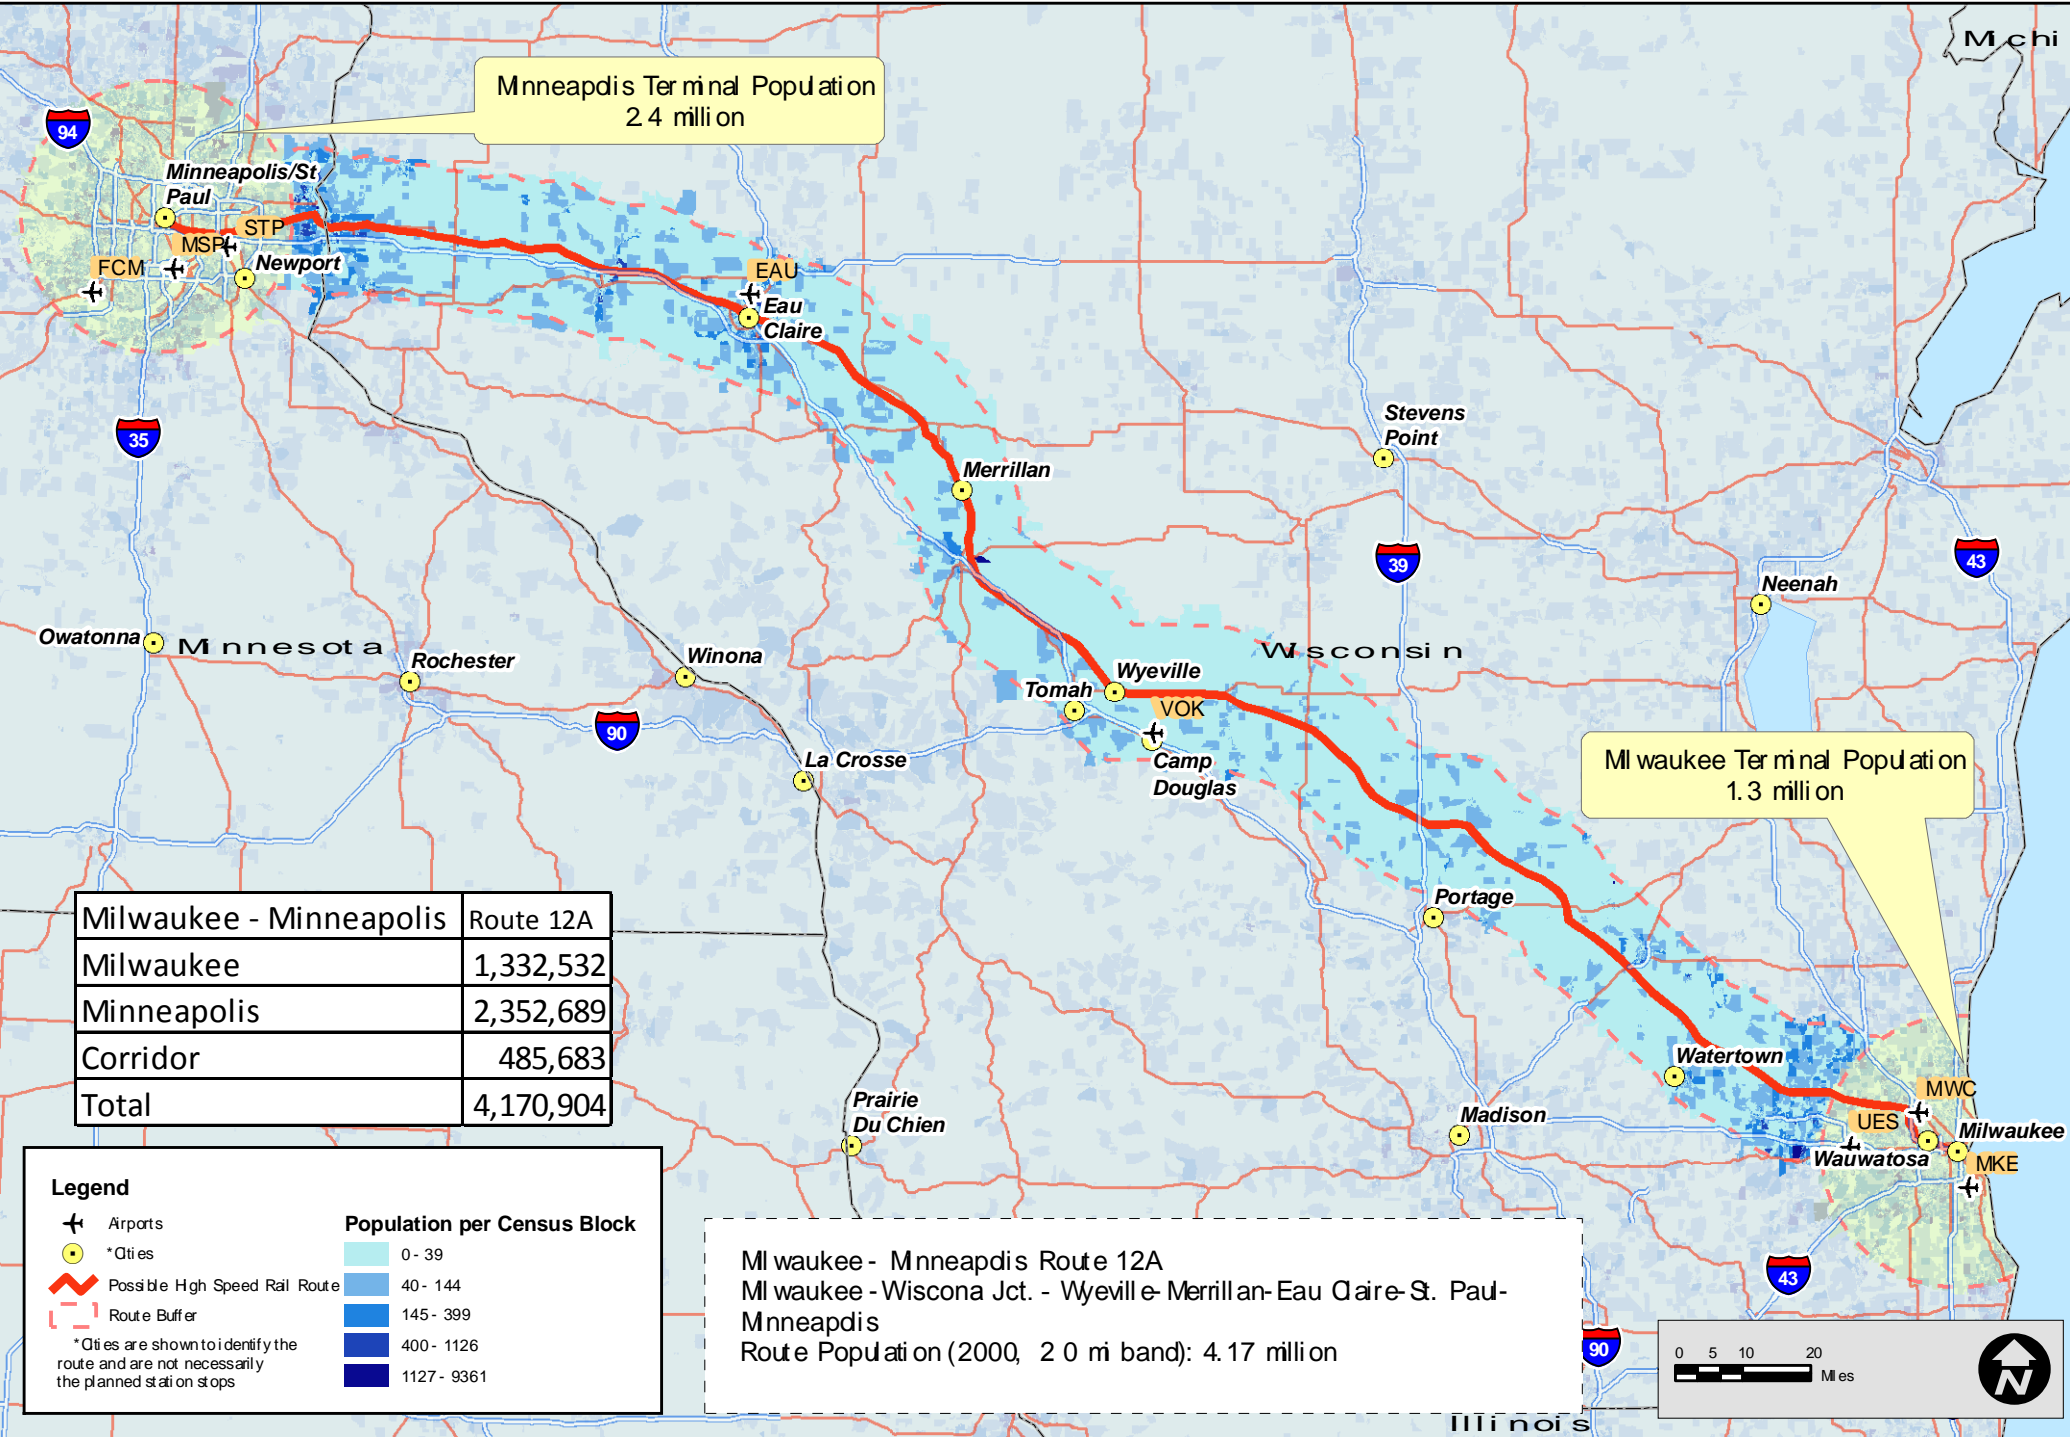 Michi
Minneapolis Terminal Population
2.4 million
94
Minneapolis/St
Paul
STP
MSP
FCM
Newport
EAU
Eau
Claire
35
Stevens
Point
Merrillan
39
43
Neenah
Owatonna
Minnesota
Rochester
Winona
Wisconsin
Wyeville
Tomah
VOK
90
La Crosse
Camp
Douglas
Milwaukee Terminal Population
1.3 million
Portage
Milwaukee - Minneapolis Route 12A
Milwaukee 1,332,532
Minneapolis 2,352,689
Corridor 485,683
Total 4,170,904
Watertown
MWC
Prairie
Du Chien
Madison
UES
Milwaukee
Wauwatosa
MKE
43
Legend
Airports
*Cities
Possible High Speed Rail Route
Route Buffer
*Cities are shown to identify the
route and are not necessarily
the planned station stops
Population per Census Block
0 - 39
40 - 144
145 - 399
400 - 1126
1127 - 9361
Milwaukee - Minneapolis Route 12A
Milwaukee - Wiscona Jct. - Wyeville-Merrillan-Eau Claire-St. Paul-
Minneapolis
Route Population (2000, 20 mi band): 4.17 million
90
0 5 10 20
Miles
N
Illinois